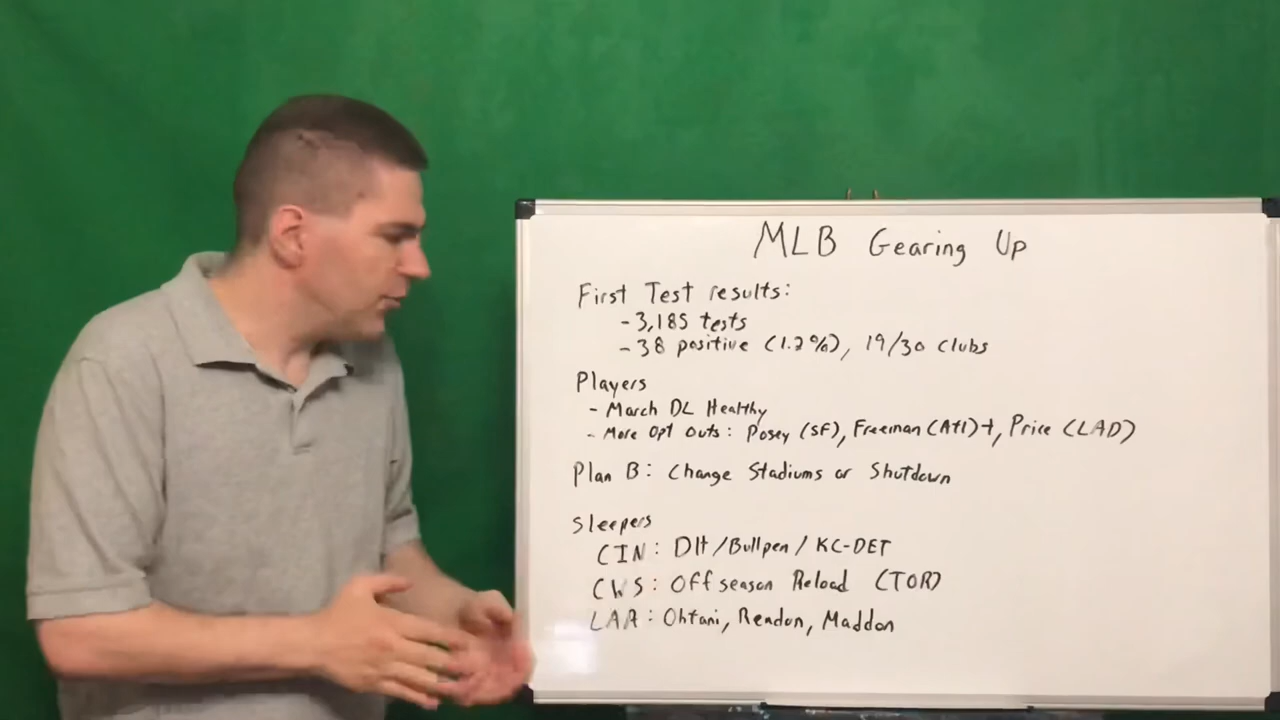 MLB Gearing Up
First Test results:
- 3,185 tests
- 38 positive (1.2%), 19/30 clubs
Players
- March DL Healthy
- More Opt Outs: Posey (SF), Freeman (Atl)+, Price (LAD)
Plan B: Change Stadiums or Shutdown
Sleepers
CIN: DH/Bullpen/KC-DET
CWS: Offseason Reload (TOR)
LAA: Ohtani, Rendon, Maddon